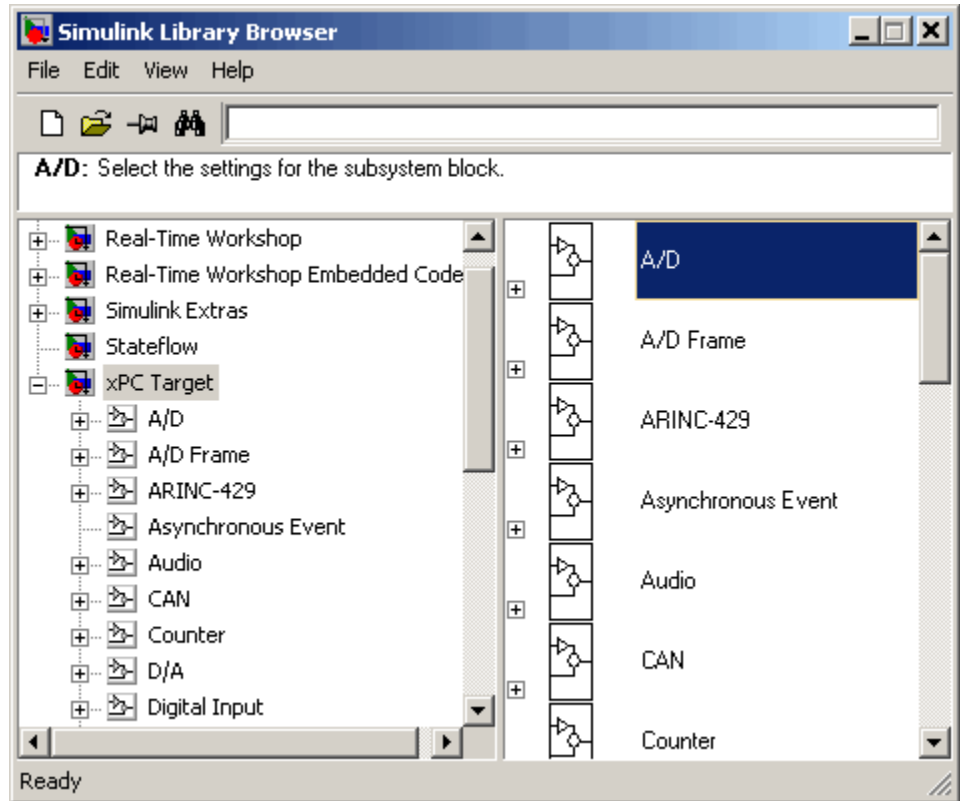 Simulink Library Browser
File Edit View Help
A/D: Select the settings for the subsystem block.
Real-Time Workshop
Real-Time Workshop Embedded Code
Simulink Extras
Stateflow
xPC Target
A/D
A/D Frame
ARINC-429
Asynchronous Event
Audio
CAN
Counter
D/A
Digital Input
A/D
A/D Frame
ARINC-429
Asynchronous Event
Audio
CAN
Counter
Ready